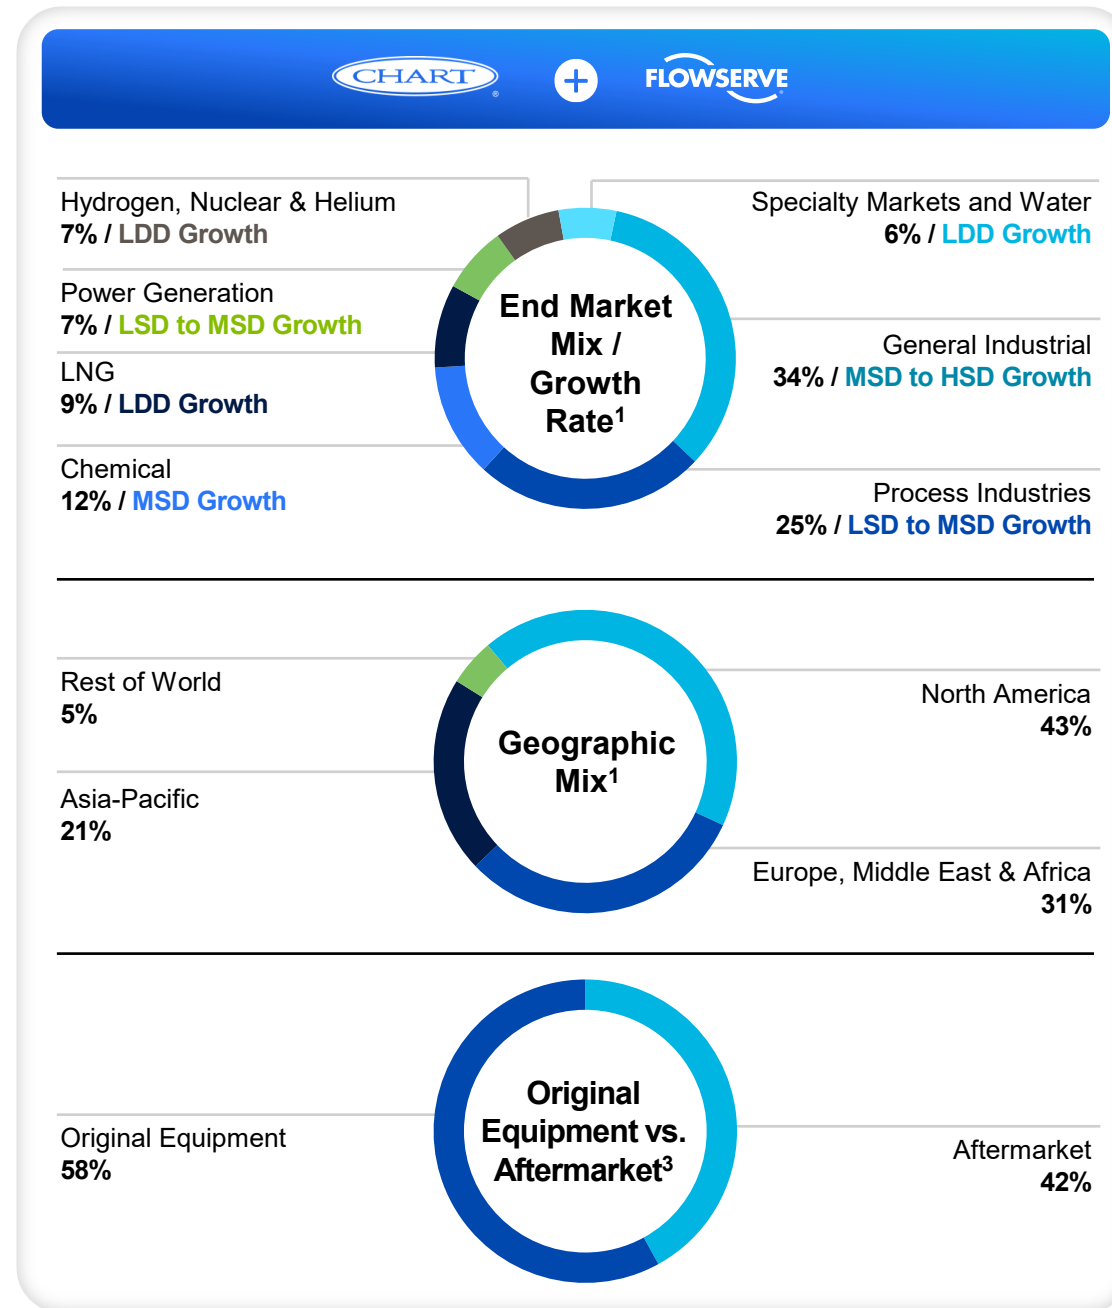 CHART
®
+
FLOWSERVE
Hydrogen, Nuclear & Helium
7% / LDD Growth
Power Generation
7% / LSD to MSD Growth
LNG
9% / LDD Growth
Chemical
12% / MSD Growth
End Market
Mix /
Growth
Rate¹
Specialty Markets and Water
6% / LDD Growth
General Industrial
34% / MSD to HSD Growth
Process Industries
25% / LSD to MSD Growth
Rest of World
5%
Asia-Pacific
21%
Geographic
Mix¹
North America
43%
Europe, Middle East & Africa
31%
Original Equipment
58%
Original
Equipment vs.
Aftermarket³
Aftermarket
42%